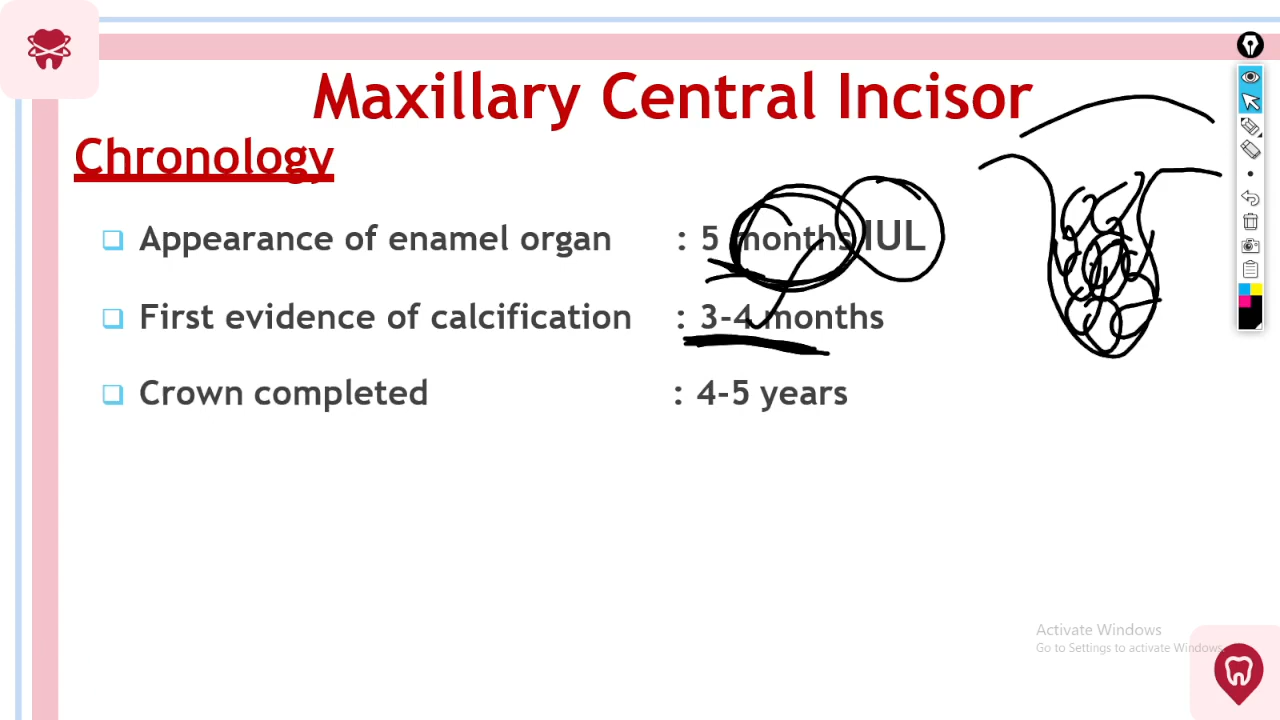 Maxillary Central Incisor
Chronology
Appearance of enamel organ : 5 months IUL
First evidence of calcification : 3-4 months
Crown completed : 4-5 years
Activate Windows
Go to Settings to activate Windows.